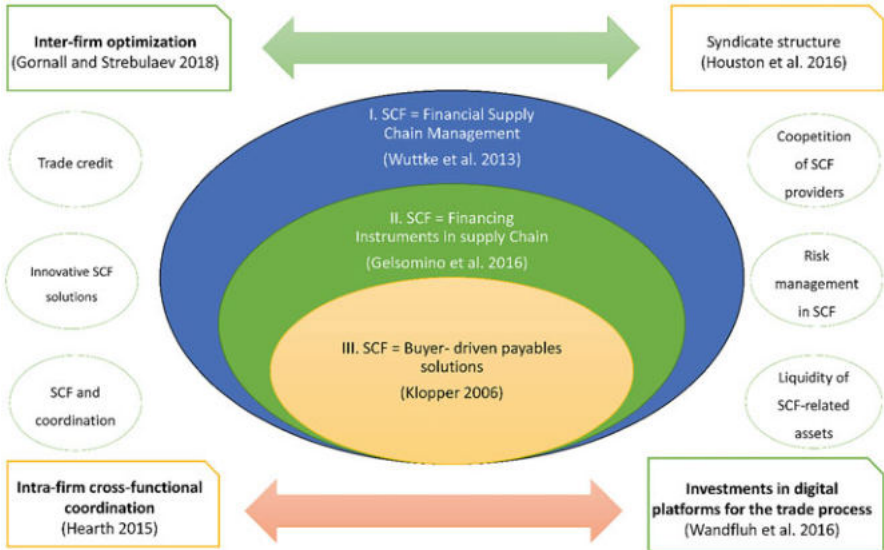 Inter-firm optimization
(Gornall and Strebulaev 2018)
Syndicate structure
(Houston et al. 2016)
I. SCF = Financial Supply
Chain Management
(Wuttke et al. 2013)
Trade credit
Coopetition
of SCF
providers
II. SCF = Financing
Instruments in supply Chain
(Gelsomino et al. 2016)
Innovative SCF
solutions
Risk
management
in SCF
III. SCF = Buyer- driven payables
solutions
(Klopper 2006)
SCF and
coordination
Liquidity of
SCF-related
assets
Intra-firm cross-functional
coordination
(Hearth 2015)
Investments in digital
platforms for the trade process
(Wandfluh et al. 2016)